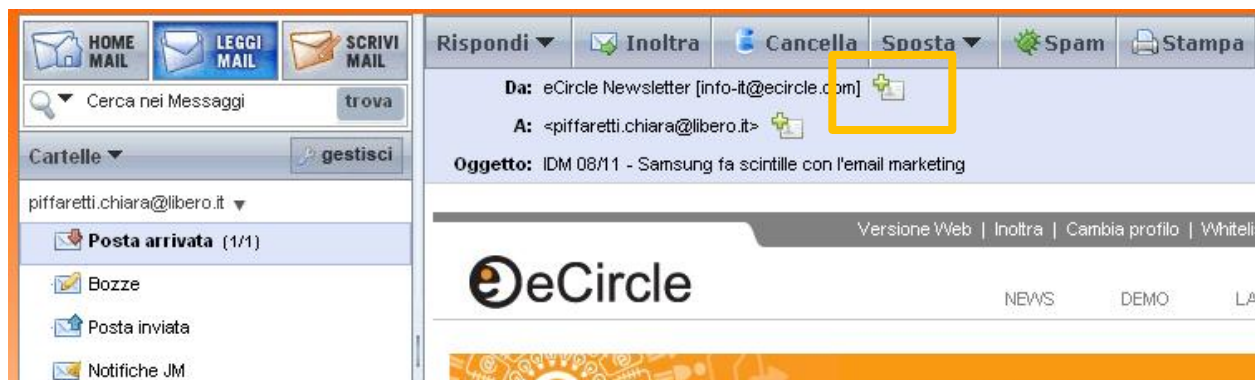 HOME MAIL
LEGGI MAIL
SCRIVI MAIL
Cerca nei Messaggi
trova
Cartelle
gestisci
piffaretti.chiara@libero.it
Posta arrivata (1/1)
Bozze
Posta inviata
Notifiche JM
Rispondi
Inoltra
Cancella
Sposta
Spam
Stampa
Da: eCircle Newsletter [info-it@ecircle.com]
A: <piffaretti.chiara@libero.it>
Oggetto: IDM 08/11 - Samsung fa scintille con l'email marketing
Versione Web | Inoltra | Cambia profilo | Whiteli
eCircle
NEWS DEMO LA